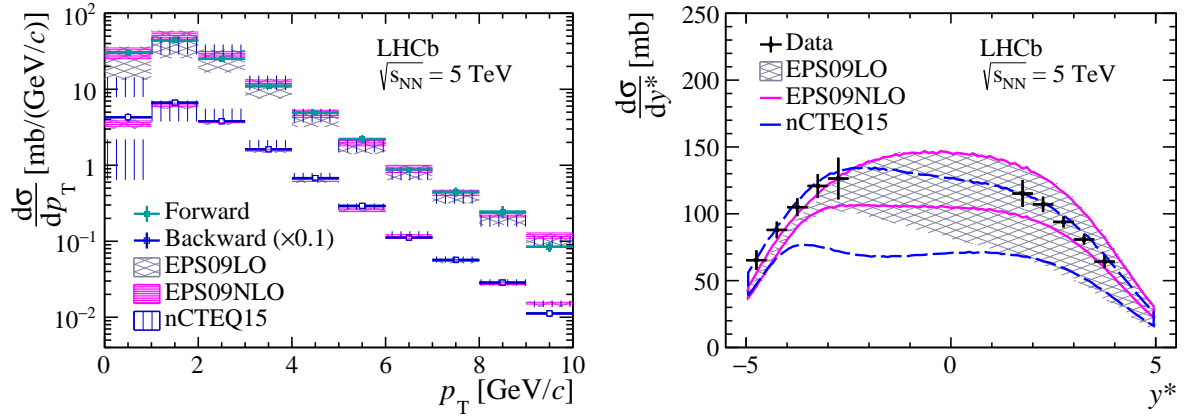 dσ/dp_T [mb/(GeV/c)]
10²
10
1
10⁻¹
10⁻²
LHCb
√s_NN = 5 TeV
Forward
Backward (×0.1)
EPS09LO
EPS09NLO
nCTEQ15
0 2 4 6 8 10
p_T [GeV/c]
dσ/dy* [mb]
250
200
150
100
50
0
Data
EPS09LO
EPS09NLO
nCTEQ15
LHCb
√s_NN = 5 TeV
−5 0 5
y*